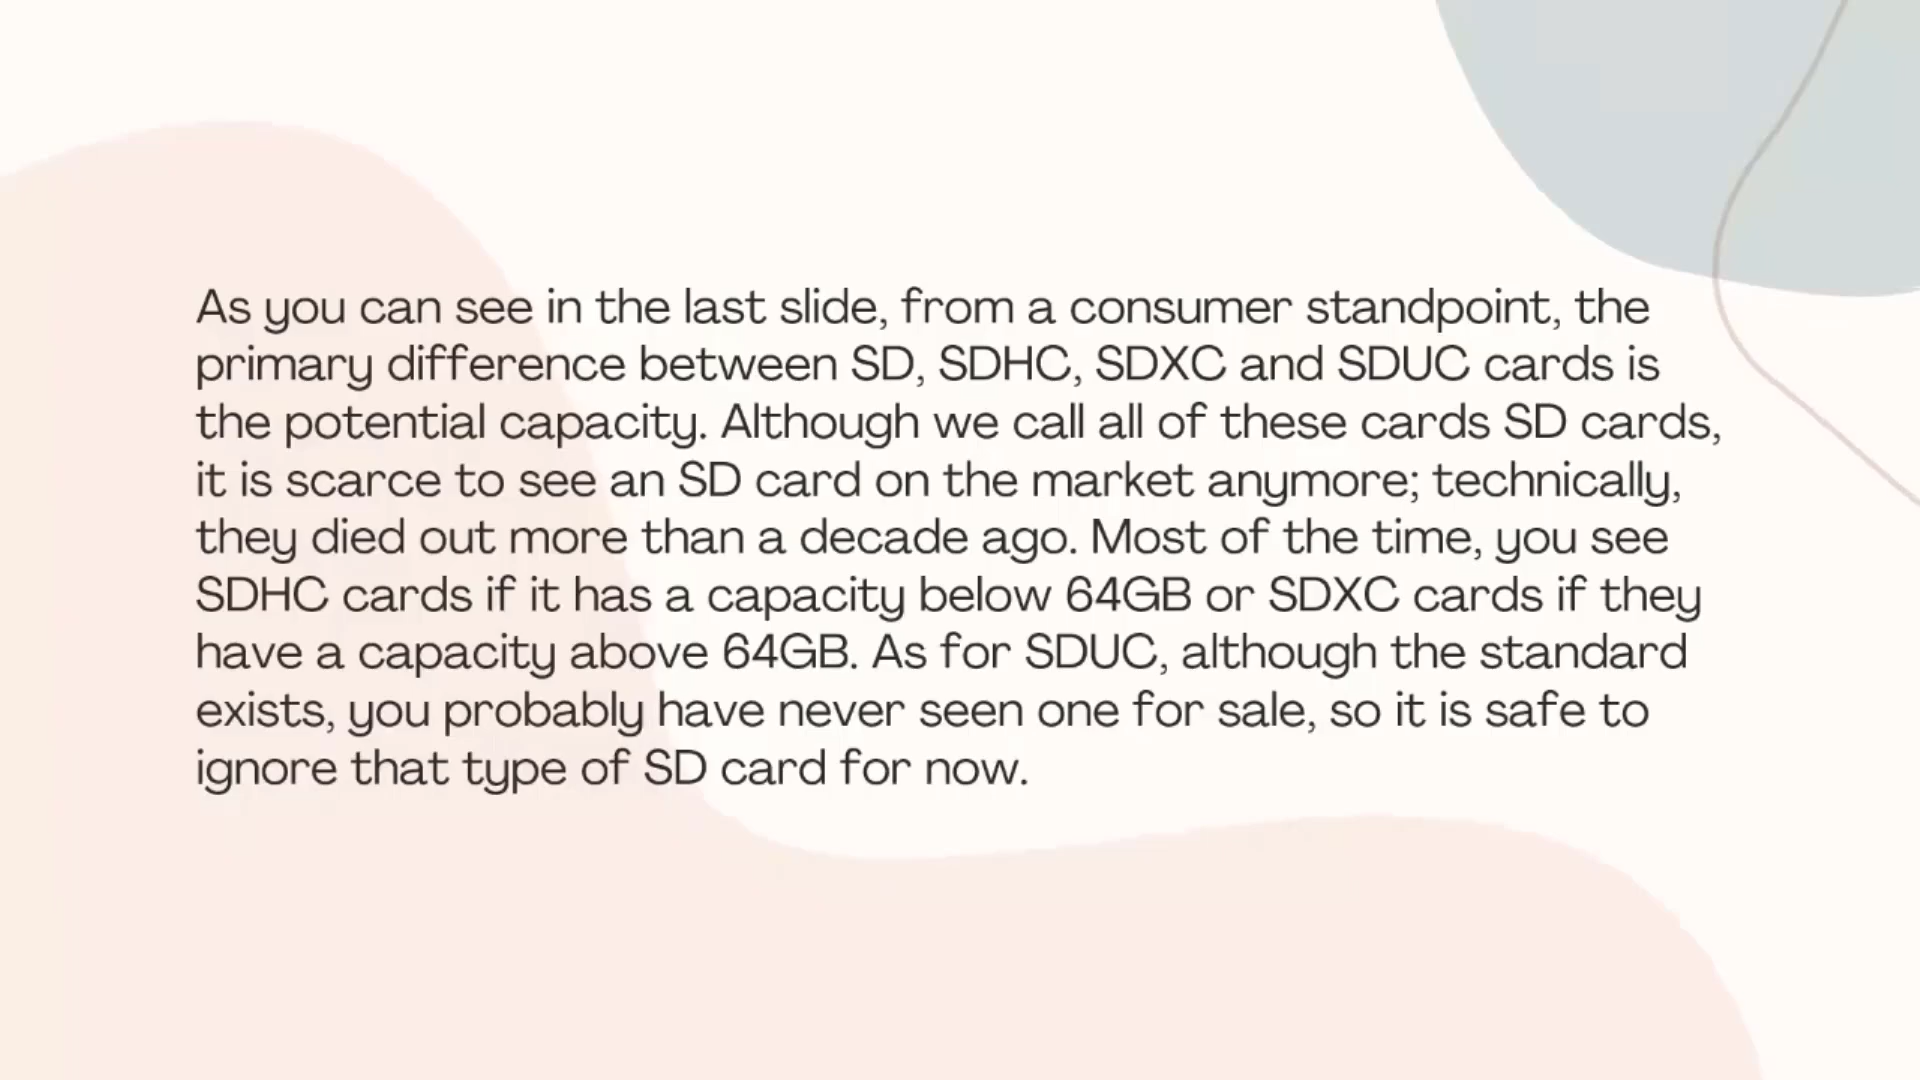 As you can see in the last slide, from a consumer standpoint, the
primary difference between SD, SDHC, SDXC and SDUC cards is
the potential capacity. Although we call all of these cards SD cards,
it is scarce to see an SD card on the market anymore; technically,
they died out more than a decade ago. Most of the time, you see
SDHC cards if it has a capacity below 64GB or SDXC cards if they
have a capacity above 64GB. As for SDUC, although the standard
exists, you probably have never seen one for sale, so it is safe to
ignore that type of SD card for now.